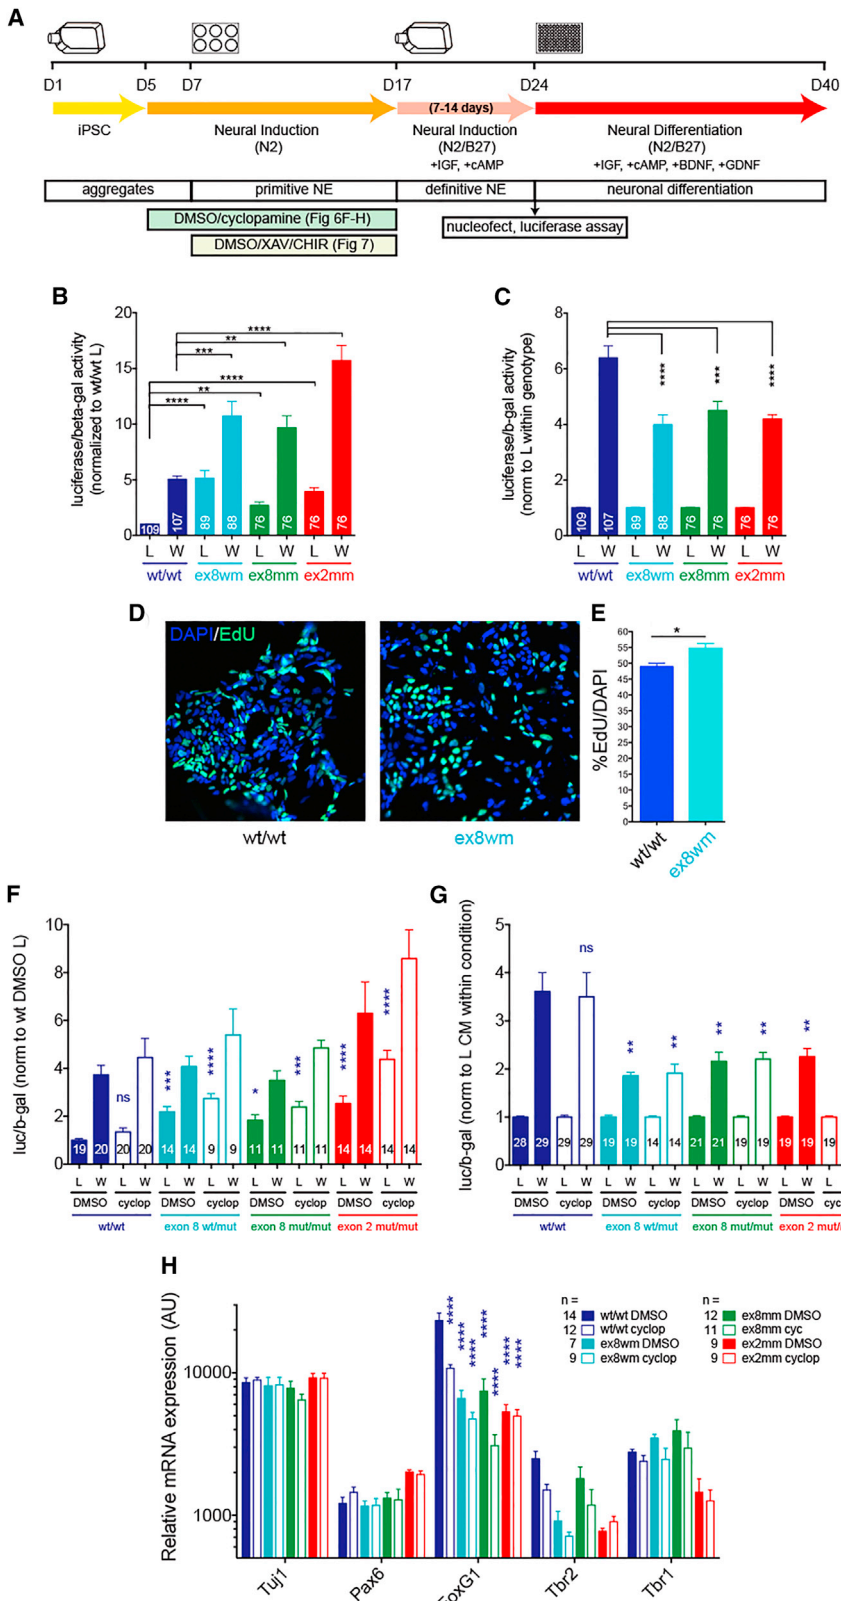 A
D1 D5 D7 D17 D24 D40
(7-14 days)
iPSC
Neural Induction
(N2)
Neural Induction
(N2/B27)
+IGF, +cAMP
Neural Differentiation
(N2/B27)
+IGF, +cAMP, +BDNF, +GDNF
aggregates primitive NE definitive NE neuronal differentiation
DMSO/cyclopamine (Fig 6F-H)
nucleofect, luciferase assay
DMSO/XAV/CHIR (Fig 7)
B
luciferase/beta-gal activity
(normalized to wt/wt L)
20
15
10
5
0
****
**
***
****
**
****
109 107 89 88 76 76 76 76
L W L W L W L W
wt/wt ex8wm ex8mm ex2mm
C
luciferase/b-gal activity
(norm to L within genotype)
8
6
4
2
0
**** *** ****
109 107 89 88 76 76 76 76
L W L W L W L W
wt/wt ex8wm ex8mm ex2mm
D
DAPI/EdU
wt/wt ex8wm
E
%EdU/DAPI
60
55
50
45
40
35
30
25
20
15
10
5
0
*
wt/wt ex8wm
F
luc/b-gal (norm to wt DMSO L)
10
8
6
4
2
0
ns *** **** * *** **** ****
19 20 20 20 14 14 9 9 11 11 11 11 14 14 14 14
L W L W L W L W L W L W L W L W
DMSO cyclop DMSO cyclop DMSO cyclop DMSO cyclop
wt/wt exon 8 wt/mut exon 8 mut/mut exon 2 mut/mut
G
luc/b-gal (norm to L CM within condition)
5
4
3
2
1
0
ns ** ** ** ** **
28 29 29 29 19 19 14 14 21 21 19 19 19 19 19
L W L W L W L W L W L W L W L
DMSO cyclop DMSO cyclop DMSO cyclop DMSO
wt/wt exon 8 wt/mut exon 8 mut/mut
H
Relative mRNA expression (AU)
10000
1000
**** **** **** **** **** **** ****
n = n =
14 wt/wt DMSO 12 ex8mm DMSO
12 wt/wt cyclop 11 ex8mm cyc
7 ex8wm DMSO 9 ex2mm DMSO
9 ex8wm cyclop 9 ex2mm cyclop
Tuj1 Pax6 FoxG1 Tbr2 Tbr1